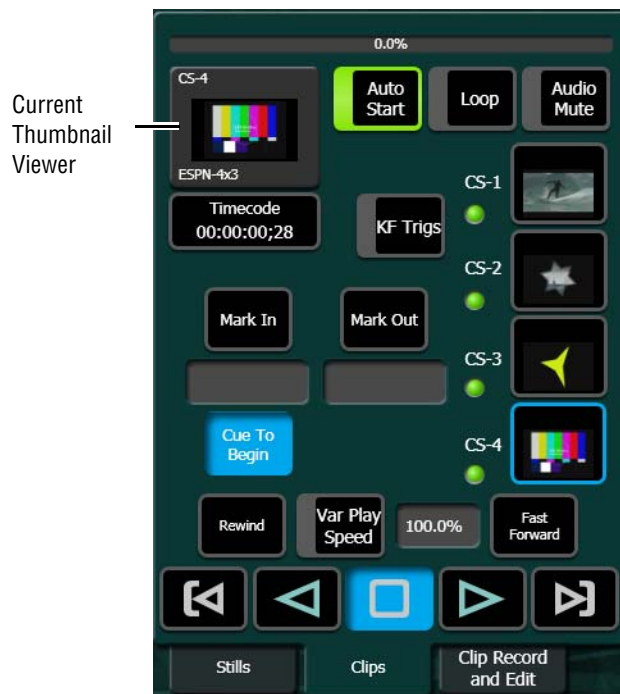 Current
Thumbnail
Viewer
0.0%
CS-4
ESPN-4x3
Auto
Start
Loop
Audio
Mute
Timecode
00:00:00;28
KF Trigs
CS-1
CS-2
CS-3
CS-4
Mark In
Mark Out
Cue To
Begin
Rewind
Var Play
Speed
100.0%
Fast
Forward
Stills
Clips
Clip Record
and Edit